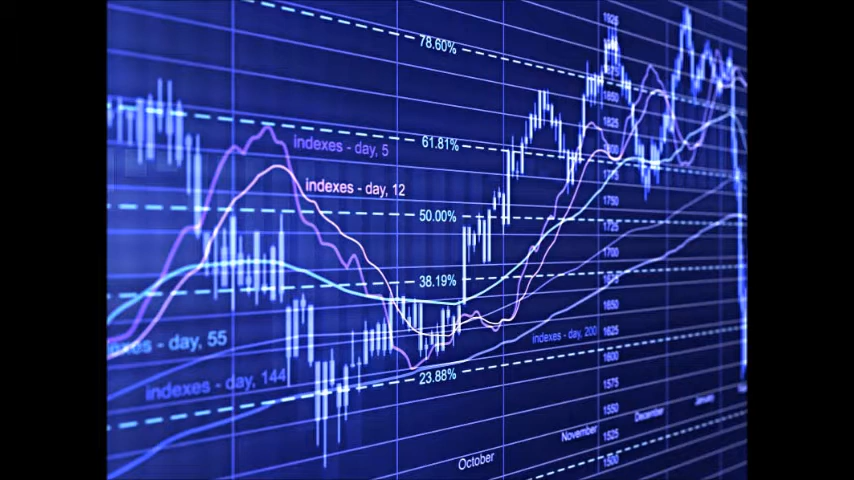 78.60%
indexes - day, 5
61.81%
indexes - day, 12
50.00%
38.19%
indexes - day, 55
indexes - day, 200
indexes - day, 144
23.88%
October
November
December
January
1925
1850
1825
1800
1750
1725
1700
1650
1625
1600
1575
1550
1525
1500